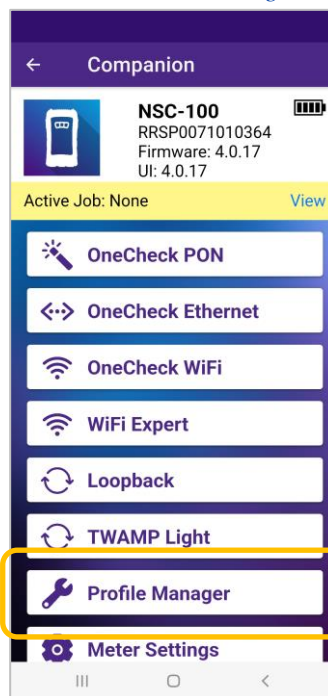 Companion
NSC-100
RRSP0071010364
Firmware: 4.0.17
UI: 4.0.17
Active Job: None View
OneCheck PON
OneCheck Ethernet
OneCheck WiFi
WiFi Expert
Loopback
TWAMP Light
Profile Manager
Meter Settings